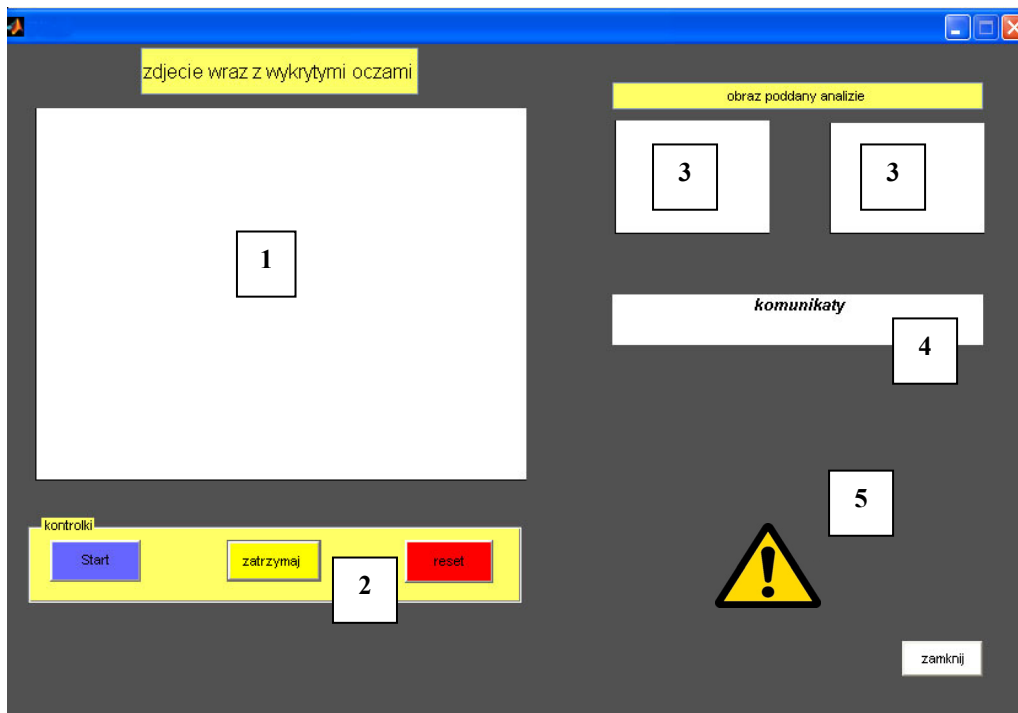 zdjecie wraz z wykrytymi oczami
obraz poddany analizie
1
3
3
komunikaty
4
5
kontrolki
Start
zatrzymaj
reset
2
!
zamknij